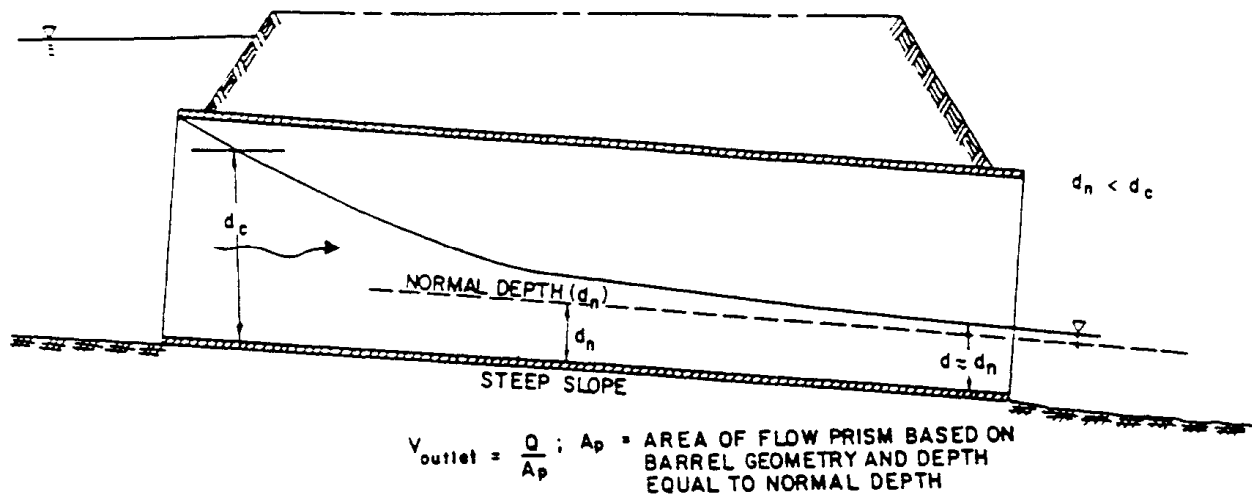 d_n < d_c
d_c
NORMAL DEPTH (d_n)
d_n
d ≈ d_n
STEEP SLOPE
V_outlet = Q/A_p ; A_p = AREA OF FLOW PRISM BASED ON
BARREL GEOMETRY AND DEPTH
EQUAL TO NORMAL DEPTH